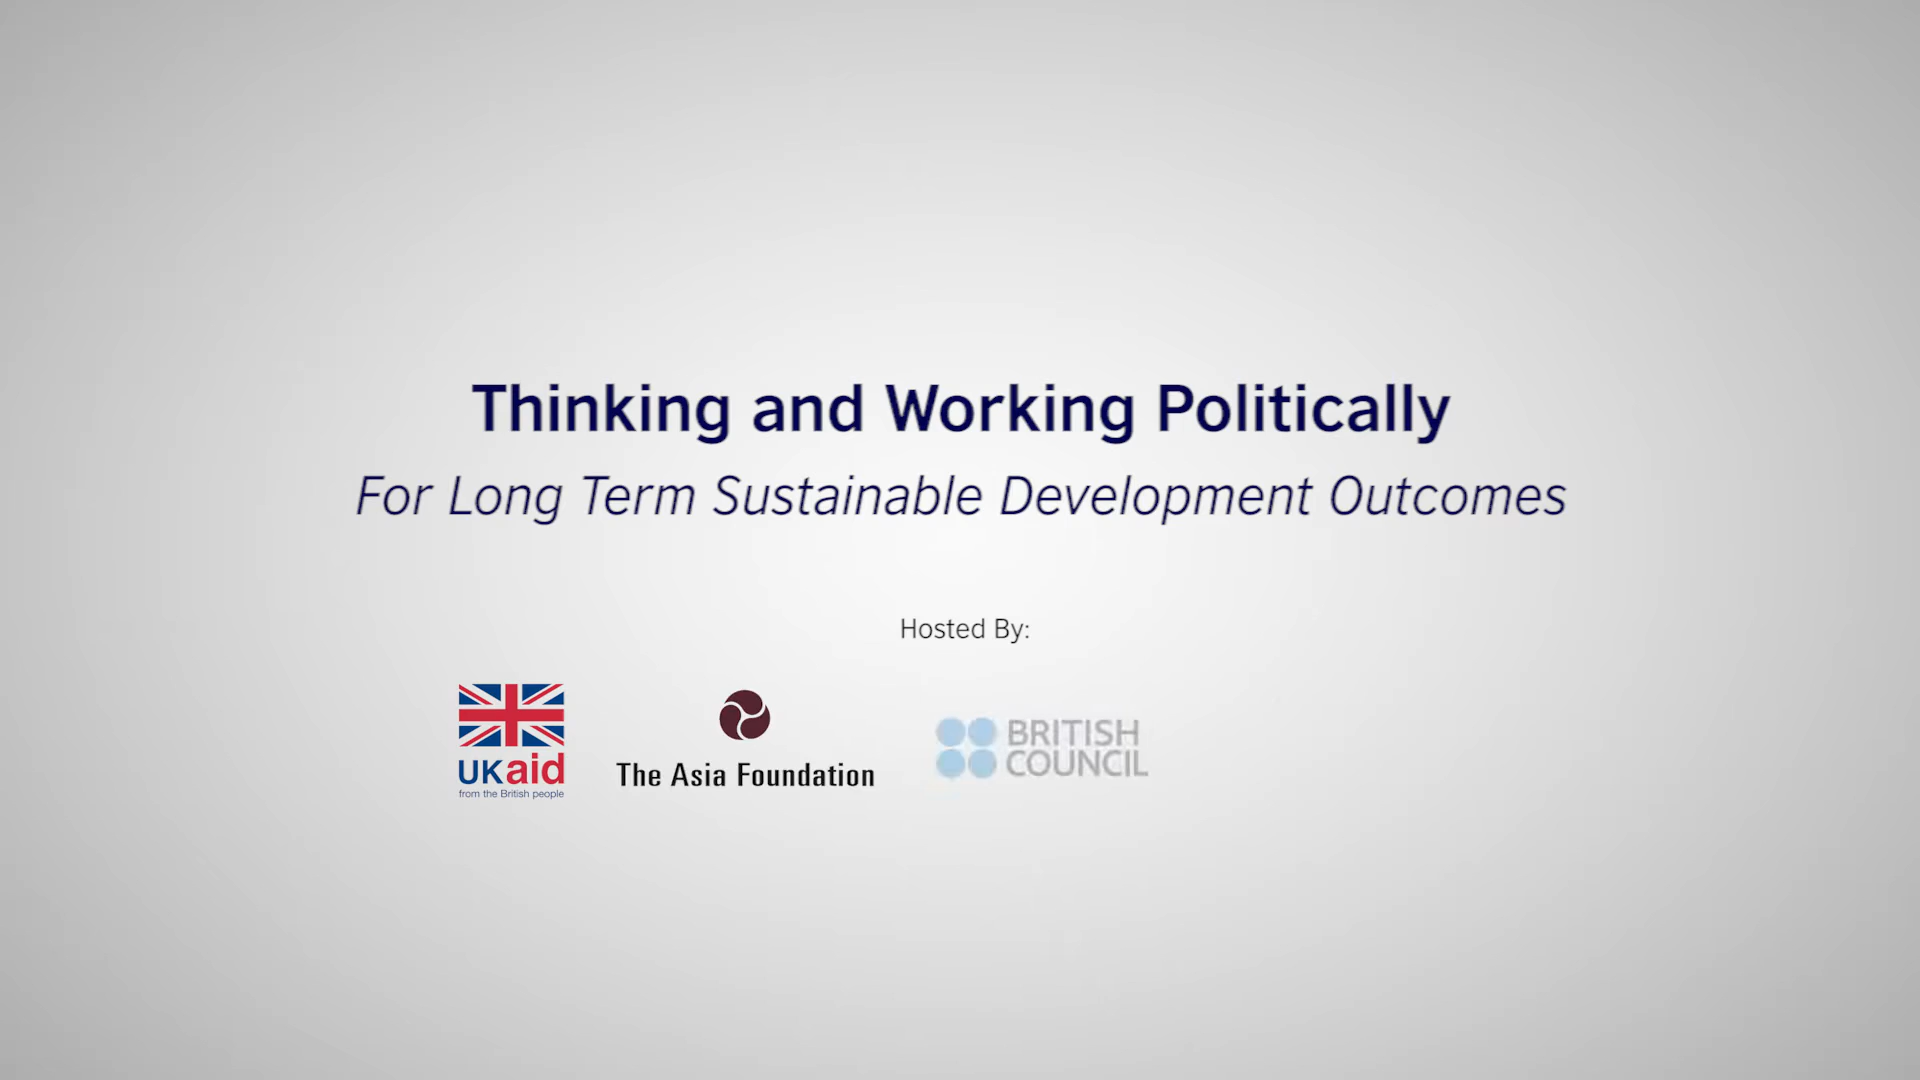 Thinking and Working Politically
For Long Term Sustainable Development Outcomes
Hosted By:
UKaid
from the British people
The Asia Foundation
BRITISH
COUNCIL